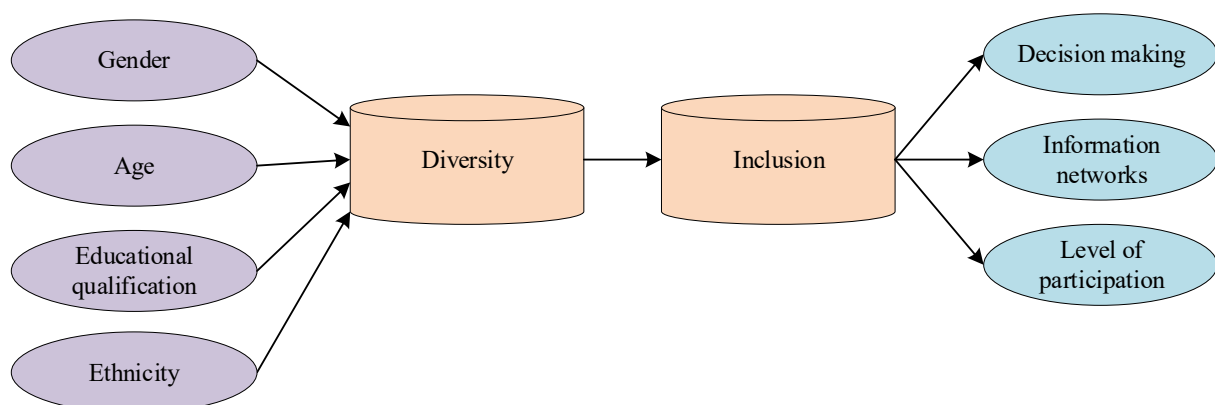 Gender
Age
Educational
qualification
Ethnicity
Diversity
Inclusion
Decision making
Information
networks
Level of
participation